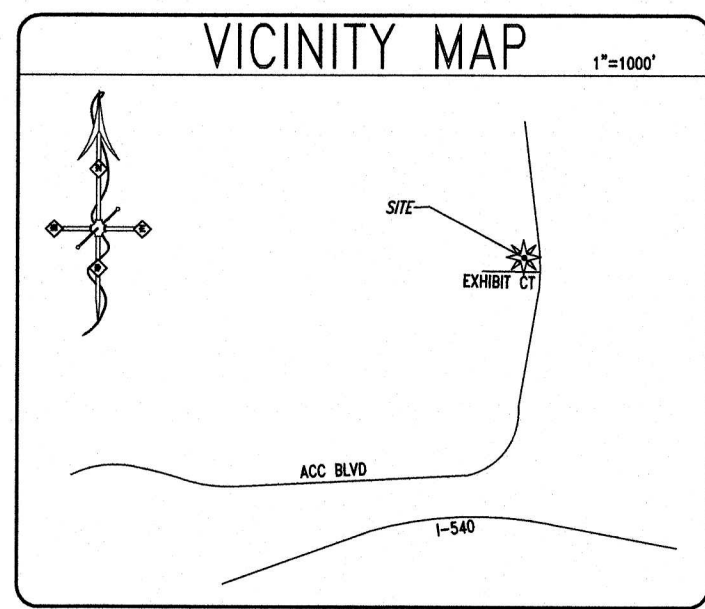 VICINITY MAP 1"=1000'
N
SITE
EXHIBIT CT
ACC BLVD
I-540